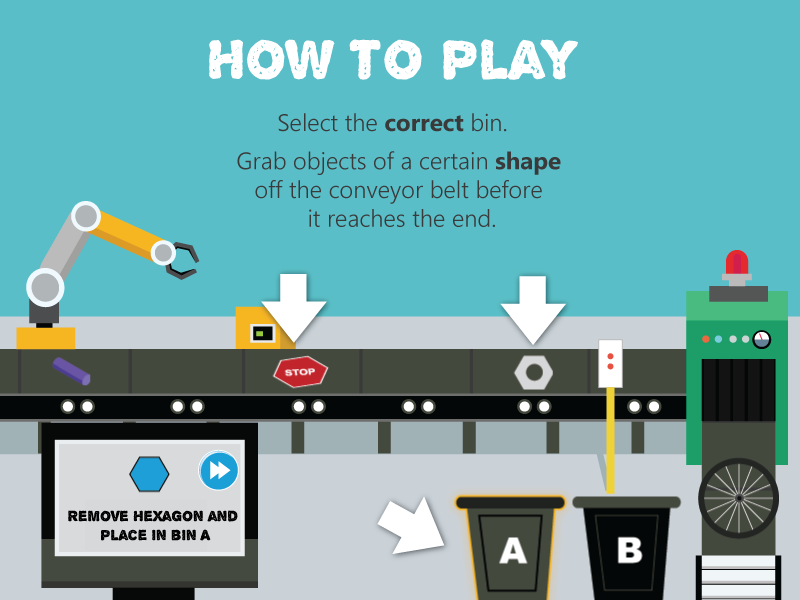 HOW TO PLAY
Select the correct bin.
Grab objects of a certain shape
off the conveyor belt before
it reaches the end.
STOP
REMOVE HEXAGON AND
PLACE IN BIN A
A
B